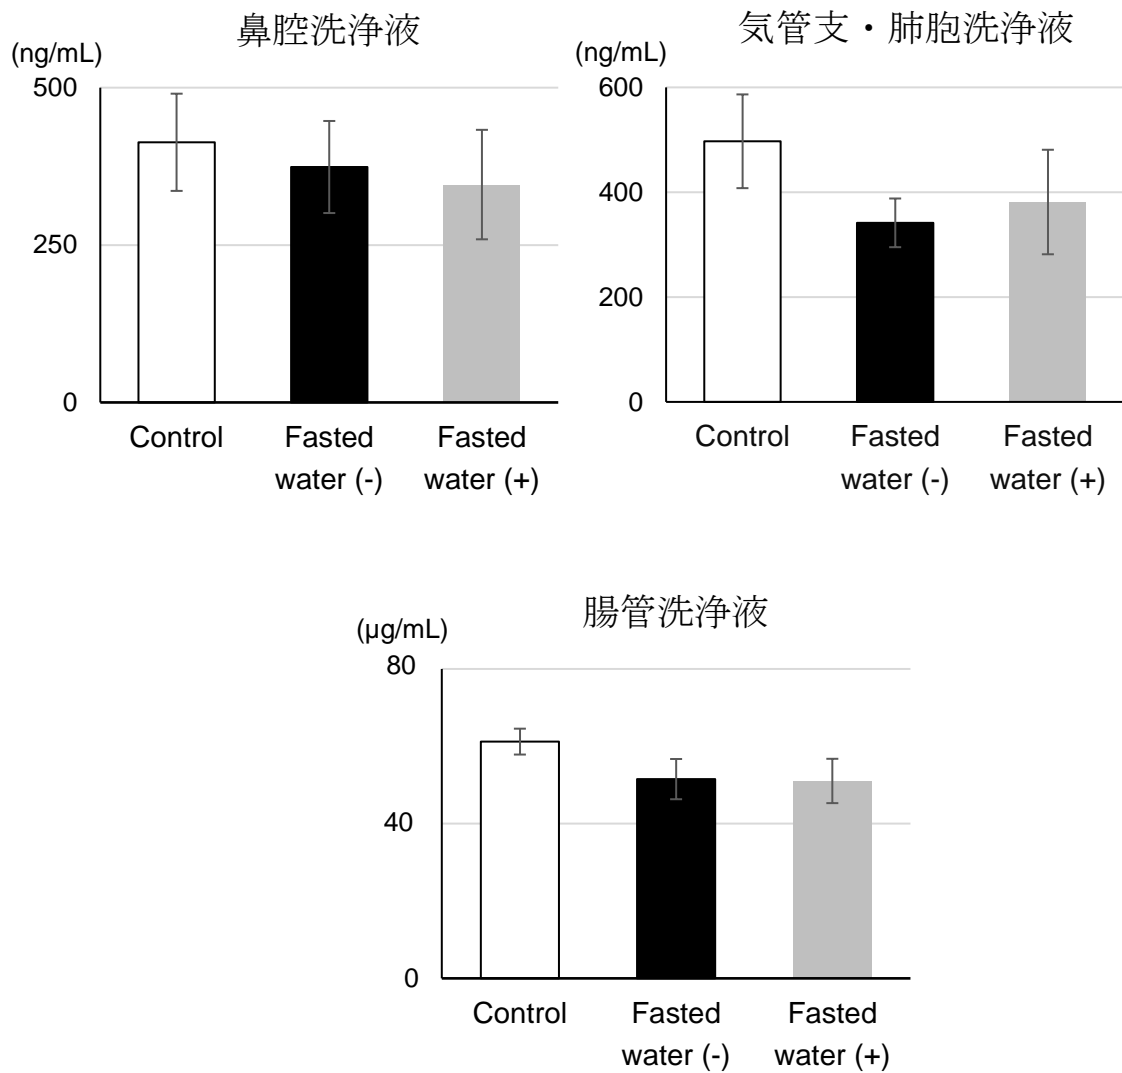 鼻腔洗浄液
(ng/mL)
500
250
0
Control
Fasted
water (-)
Fasted
water (+)
気管支・肺胞洗浄液
(ng/mL)
600
400
200
0
Control
Fasted
water (-)
Fasted
water (+)
腸管洗浄液
(μg/mL)
80
40
0
Control
Fasted
water (-)
Fasted
water (+)